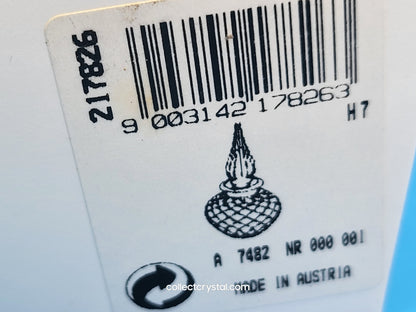 217826
9 003142 178263
H7
A 7482 NR 000 001
MADE IN AUSTRIA
collectcrystal.com